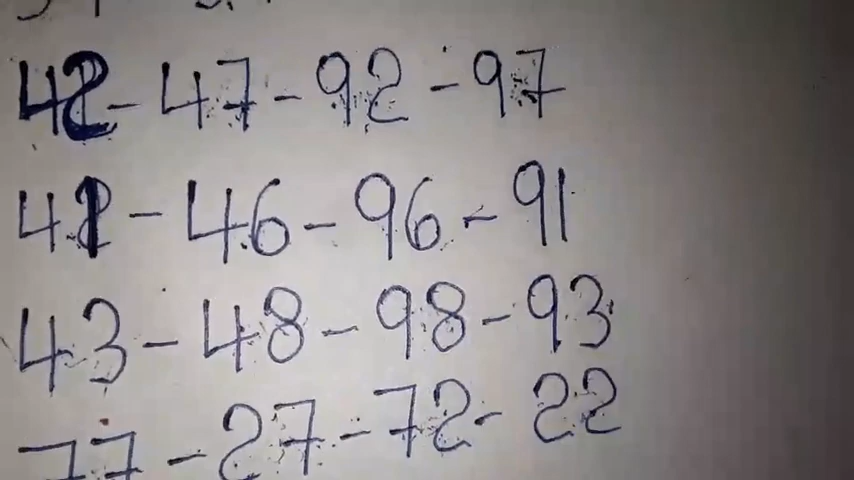 42 - 47 - 92 - 97
41 - 46 - 96 - 91
43 - 48 - 98 - 93
77 - 27 - 72 - 22